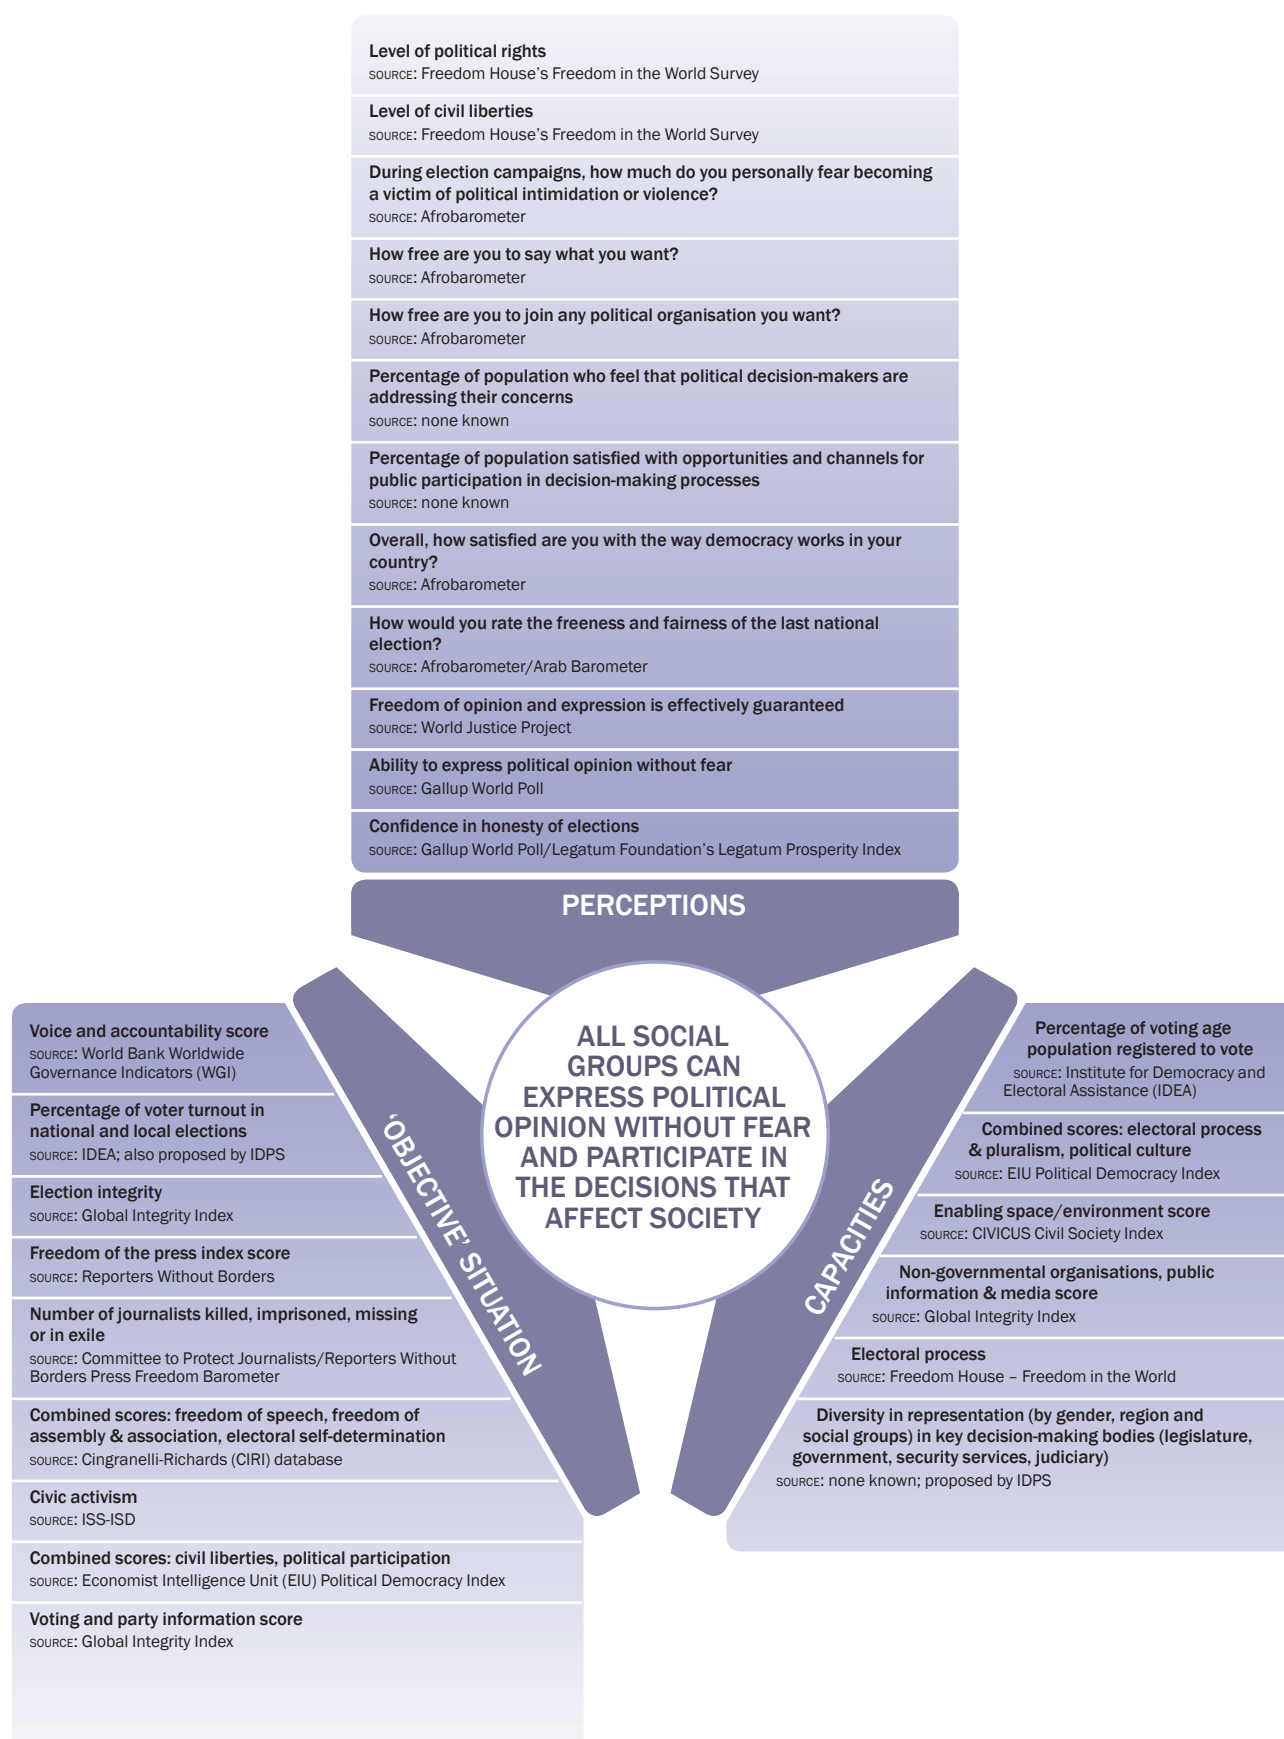 Level of political rights
SOURCE: Freedom House’s Freedom in the World Survey
Level of civil liberties
SOURCE: Freedom House’s Freedom in the World Survey
During election campaigns, how much do you personally fear becoming
a victim of political intimidation or violence?
SOURCE: Afrobarometer
How free are you to say what you want?
SOURCE: Afrobarometer
How free are you to join any political organisation you want?
SOURCE: Afrobarometer
Percentage of population who feel that political decision-makers are
addressing their concerns
SOURCE: none known
Percentage of population satisfied with opportunities and channels for
public participation in decision-making processes
SOURCE: none known
Overall, how satisfied are you with the way democracy works in your
country?
SOURCE: Afrobarometer
How would you rate the freeness and fairness of the last national
election?
SOURCE: Afrobarometer/Arab Barometer
Freedom of opinion and expression is effectively guaranteed
SOURCE: World Justice Project
Ability to express political opinion without fear
SOURCE: Gallup World Poll
Confidence in honesty of elections
SOURCE: Gallup World Poll/Legatum Foundation’s Legatum Prosperity Index
PERCEPTIONS
ALL SOCIAL
GROUPS CAN
EXPRESS POLITICAL
OPINION WITHOUT FEAR
AND PARTICIPATE IN
THE DECISIONS THAT
AFFECT SOCIETY
‘OBJECTIVE’ SITUATION
Voice and accountability score
SOURCE: World Bank Worldwide
Governance Indicators (WGI)
Percentage of voter turnout in
national and local elections
SOURCE: IDEA; also proposed by IDPS
Election integrity
SOURCE: Global Integrity Index
Freedom of the press index score
SOURCE: Reporters Without Borders
Number of journalists killed, imprisoned, missing
or in exile
SOURCE: Committee to Protect Journalists/Reporters Without
Borders Press Freedom Barometer
Combined scores: freedom of speech, freedom of
assembly & association, electoral self-determination
SOURCE: Cingranelli-Richards (CIRI) database
Civic activism
SOURCE: ISS-ISD
Combined scores: civil liberties, political participation
SOURCE: Economist Intelligence Unit (EIU) Political Democracy Index
Voting and party information score
SOURCE: Global Integrity Index
CAPACITIES
Percentage of voting age
population registered to vote
SOURCE: Institute for Democracy and
Electoral Assistance (IDEA)
Combined scores: electoral process
& pluralism, political culture
SOURCE: EIU Political Democracy Index
Enabling space/environment score
SOURCE: CIVICUS Civil Society Index
Non-governmental organisations, public
information & media score
SOURCE: Global Integrity Index
Electoral process
SOURCE: Freedom House – Freedom in the World
Diversity in representation (by gender, region and
social groups) in key decision-making bodies (legislature,
government, security services, judiciary)
SOURCE: none known; proposed by IDPS